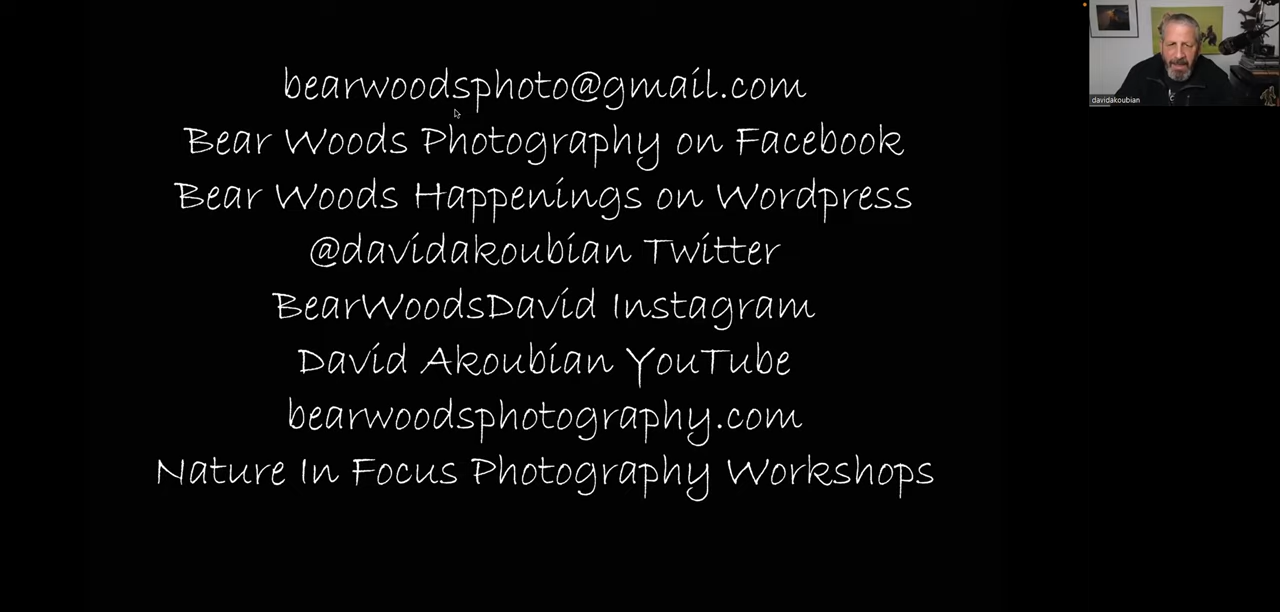 bearwoodsphoto@gmail.com
Bear Woods Photography on Facebook
Bear Woods Happenings on Wordpress
@davidakoubian Twitter
BearWoodsDavid Instagram
David Akoubian YouTube
bearwoodsphotography.com
Nature In Focus Photography Workshops
davidakoubian